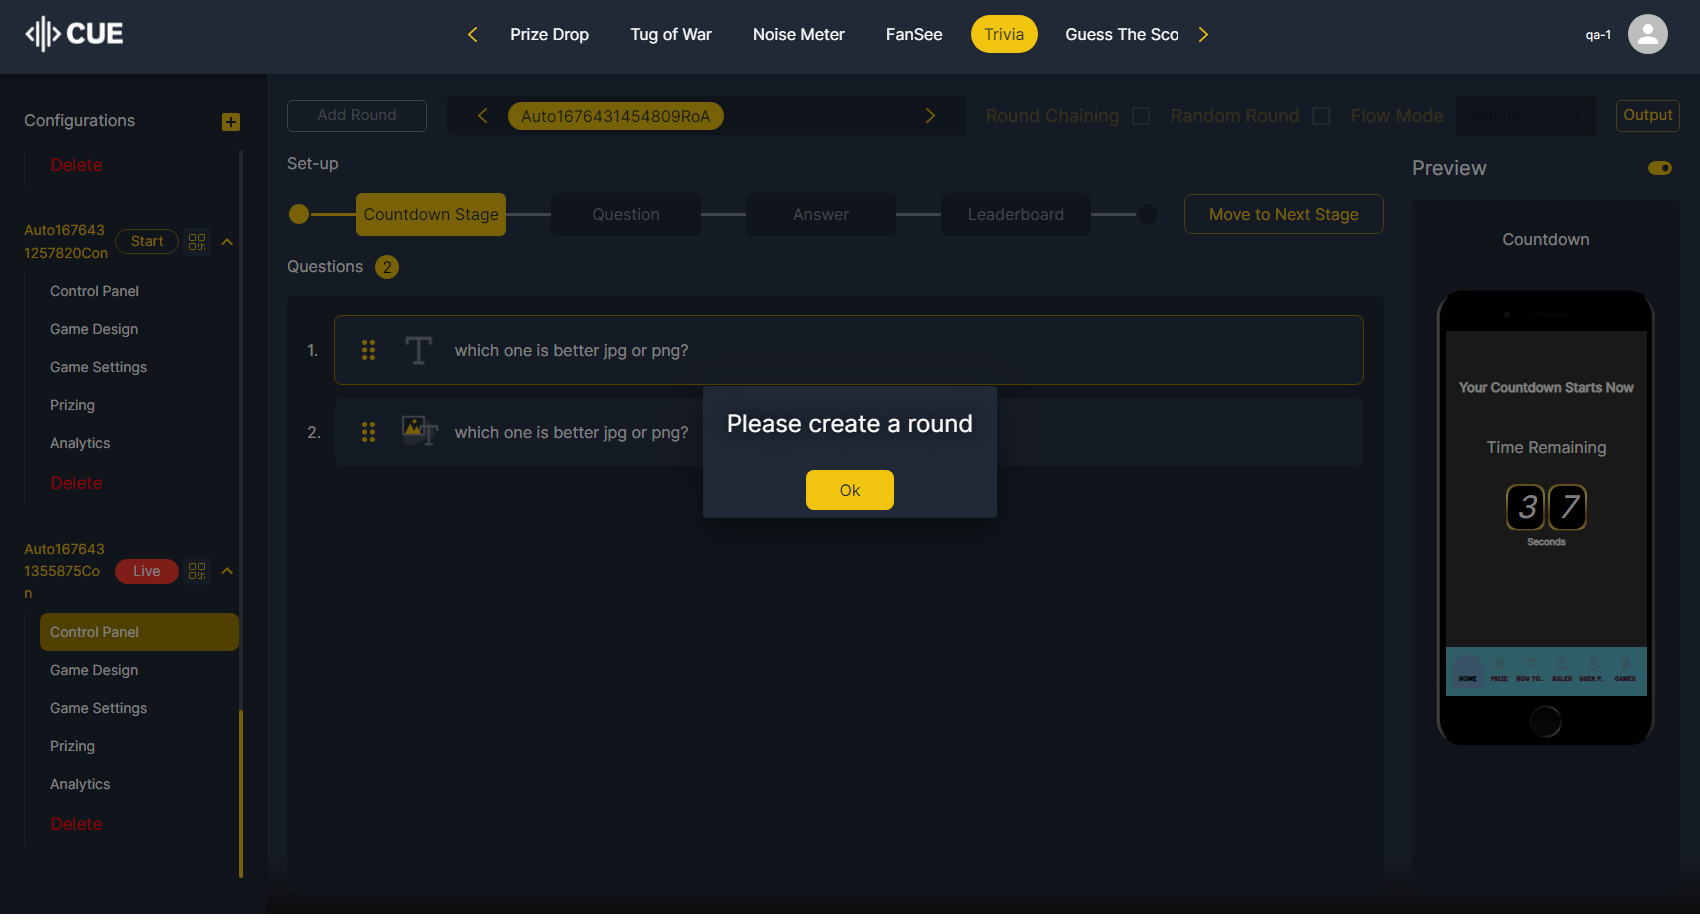 CUE
Prize Drop
Tug of War
Noise Meter
FanSee
Trivia
Guess The Sco
qa-1
Configurations
Delete
Auto167643
1257820Con
Start
Control Panel
Game Design
Game Settings
Prizing
Analytics
Delete
Auto167643
1355875Co
n
Live
Control Panel
Game Design
Game Settings
Prizing
Analytics
Delete
Add Round
Auto1676431454809RoA
Round Chaining
Random Round
Flow Mode
Manual
Output
Set-up
Countdown Stage
Question
Answer
Leaderboard
Move to Next Stage
Questions 2
1. which one is better jpg or png?
2. which one is better jpg or png?
Please create a round
Ok
Preview
Countdown
Your Countdown Starts Now
Time Remaining
37
Seconds
HOME
PRIZE
HOW TO..
RULES
USER P..
GAMES